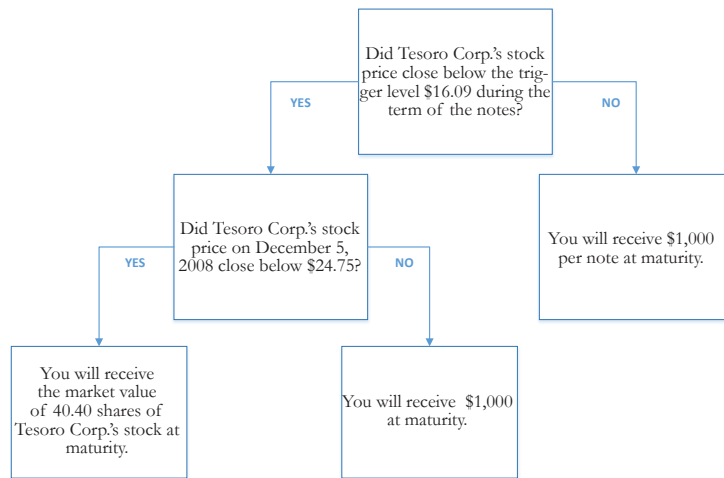 Did Tesoro Corp.'s stock
price close below the trig-
ger level $16.09 during the
term of the notes?
YES
NO
Did Tesoro Corp.'s stock
price on December 5,
2008 close below $24.75?
You will receive $1,000
per note at maturity.
YES
NO
You will receive
the market value
of 40.40 shares of
Tesoro Corp.'s stock at
maturity.
You will receive $1,000
at maturity.